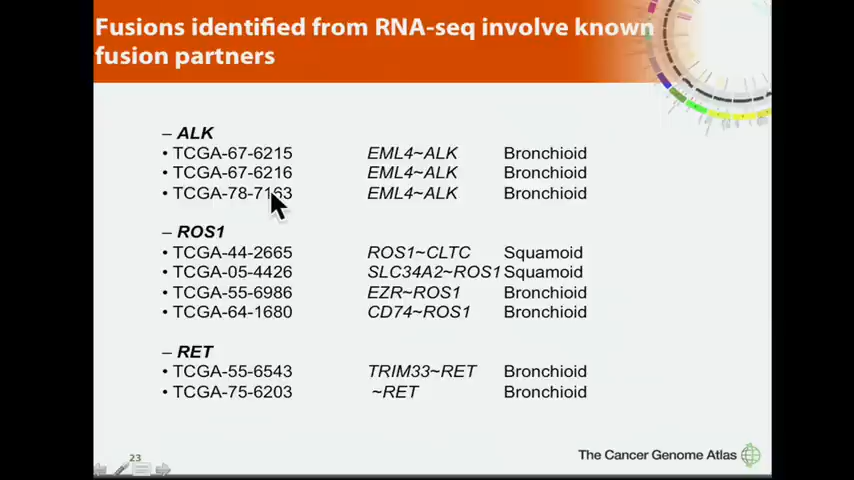 Fusions identified from RNA-seq involve known
fusion partners
– ALK
• TCGA-67-6215 EML4~ALK Bronchioid
• TCGA-67-6216 EML4~ALK Bronchioid
• TCGA-78-7163 EML4~ALK Bronchioid
– ROS1
• TCGA-44-2665 ROS1~CLTC Squamoid
• TCGA-05-4426 SLC34A2~ROS1 Squamoid
• TCGA-55-6986 EZR~ROS1 Bronchioid
• TCGA-64-1680 CD74~ROS1 Bronchioid
– RET
• TCGA-55-6543 TRIM33~RET Bronchioid
• TCGA-75-6203 ~RET Bronchioid
23
The Cancer Genome Atlas